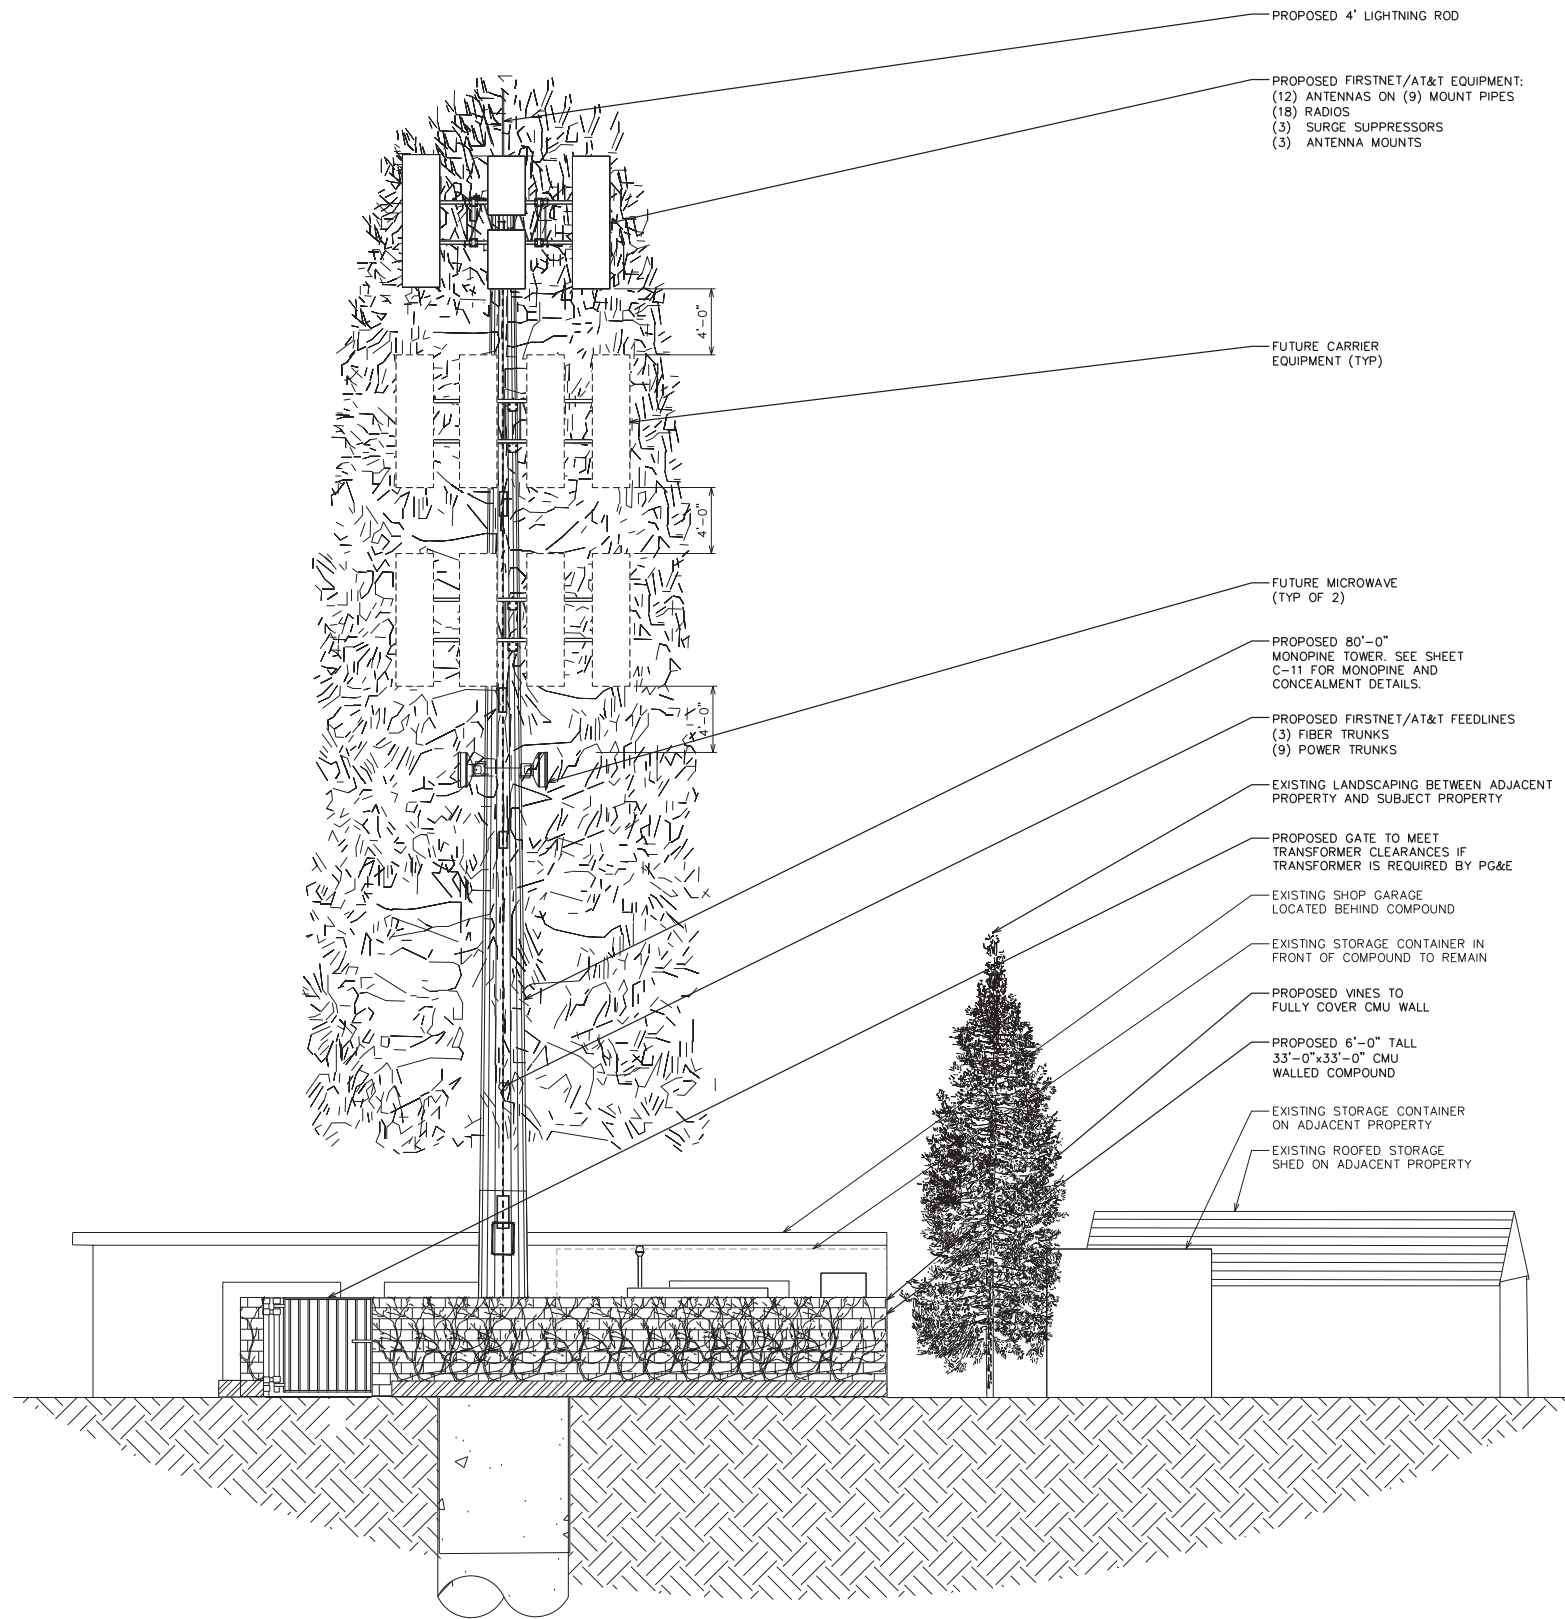 PROPOSED 4' LIGHTNING ROD
PROPOSED FIRSTNET/AT&T EQUIPMENT:
(12) ANTENNAS ON (9) MOUNT PIPES
(18) RADIOS
(3) SURGE SUPPRESSORS
(3) ANTENNA MOUNTS
4'-0"
FUTURE CARRIER
EQUIPMENT (TYP)
4'-0"
FUTURE MICROWAVE
(TYP OF 2)
PROPOSED 80'-0"
MONOPINE TOWER. SEE SHEET
C-11 FOR MONOPINE AND
CONCEALMENT DETAILS.
4'-0"
PROPOSED FIRSTNET/AT&T FEEDLINES
(3) FIBER TRUNKS
(9) POWER TRUNKS
EXISTING LANDSCAPING BETWEEN ADJACENT
PROPERTY AND SUBJECT PROPERTY
PROPOSED GATE TO MEET
TRANSFORMER CLEARANCES IF
TRANSFORMER IS REQUIRED BY PG&E
EXISTING SHOP GARAGE
LOCATED BEHIND COMPOUND
EXISTING STORAGE CONTAINER IN
FRONT OF COMPOUND TO REMAIN
PROPOSED VINES TO
FULLY COVER CMU WALL
PROPOSED 6'-0" TALL
33'-0"x33'-0" CMU
WALLED COMPOUND
EXISTING STORAGE CONTAINER
ON ADJACENT PROPERTY
EXISTING ROOFED STORAGE
SHED ON ADJACENT PROPERTY